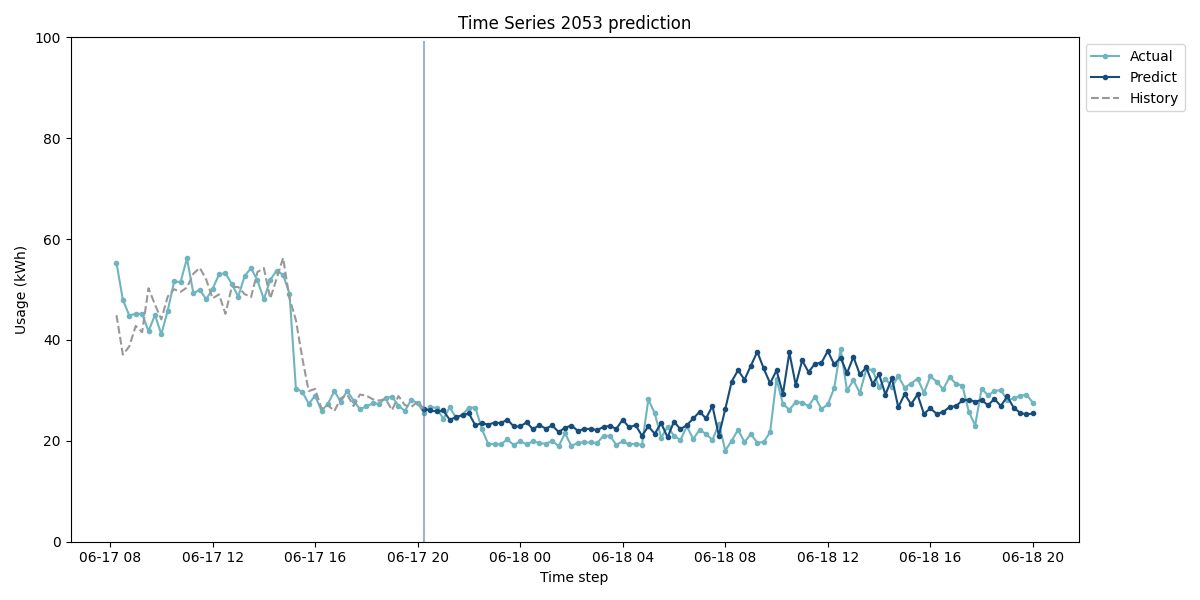 Time Series 2053 prediction
100
80
60
40
20
0
Usage (kWh)
06-17 08
06-17 12
06-17 16
06-17 20
06-18 00
06-18 04
06-18 08
06-18 12
06-18 16
06-18 20
Time step
Actual
Predict
History